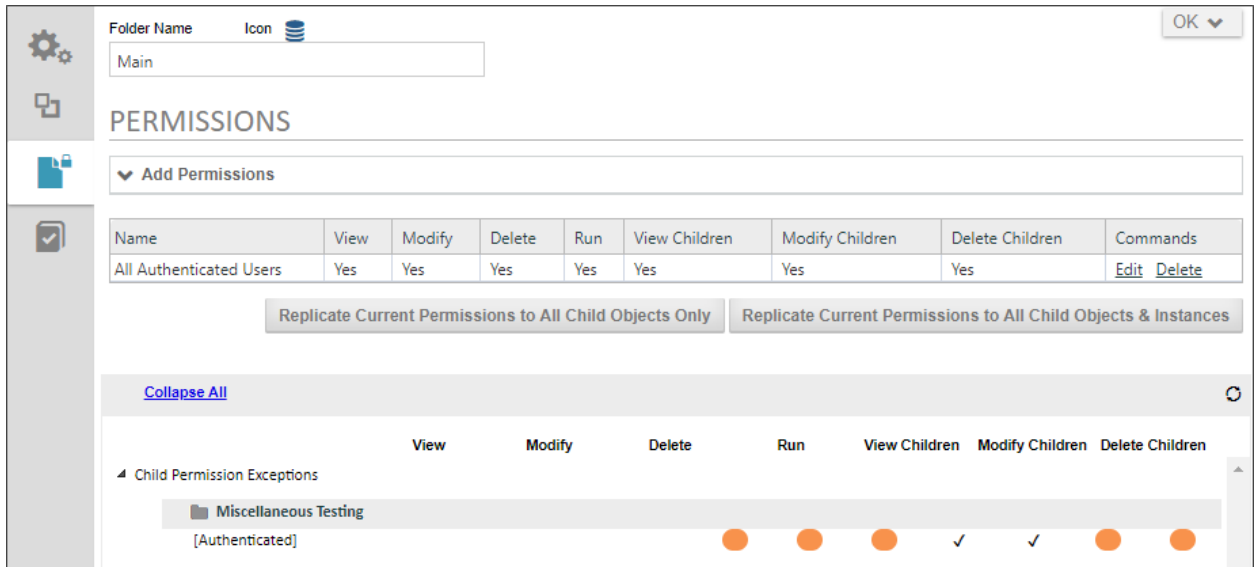 Folder Name Icon OK
Main
PERMISSIONS
Add Permissions
Name View Modify Delete Run View Children Modify Children Delete Children Commands
All Authenticated Users Yes Yes Yes Yes Yes Yes Yes Edit Delete
Replicate Current Permissions to All Child Objects Only Replicate Current Permissions to All Child Objects & Instances
Collapse All
View Modify Delete Run View Children Modify Children Delete Children
Child Permission Exceptions
Miscellaneous Testing
[Authenticated]